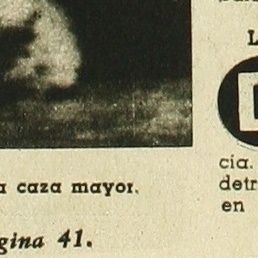 a caza mayor.
gina 41.
L
D
cia.
detr
en